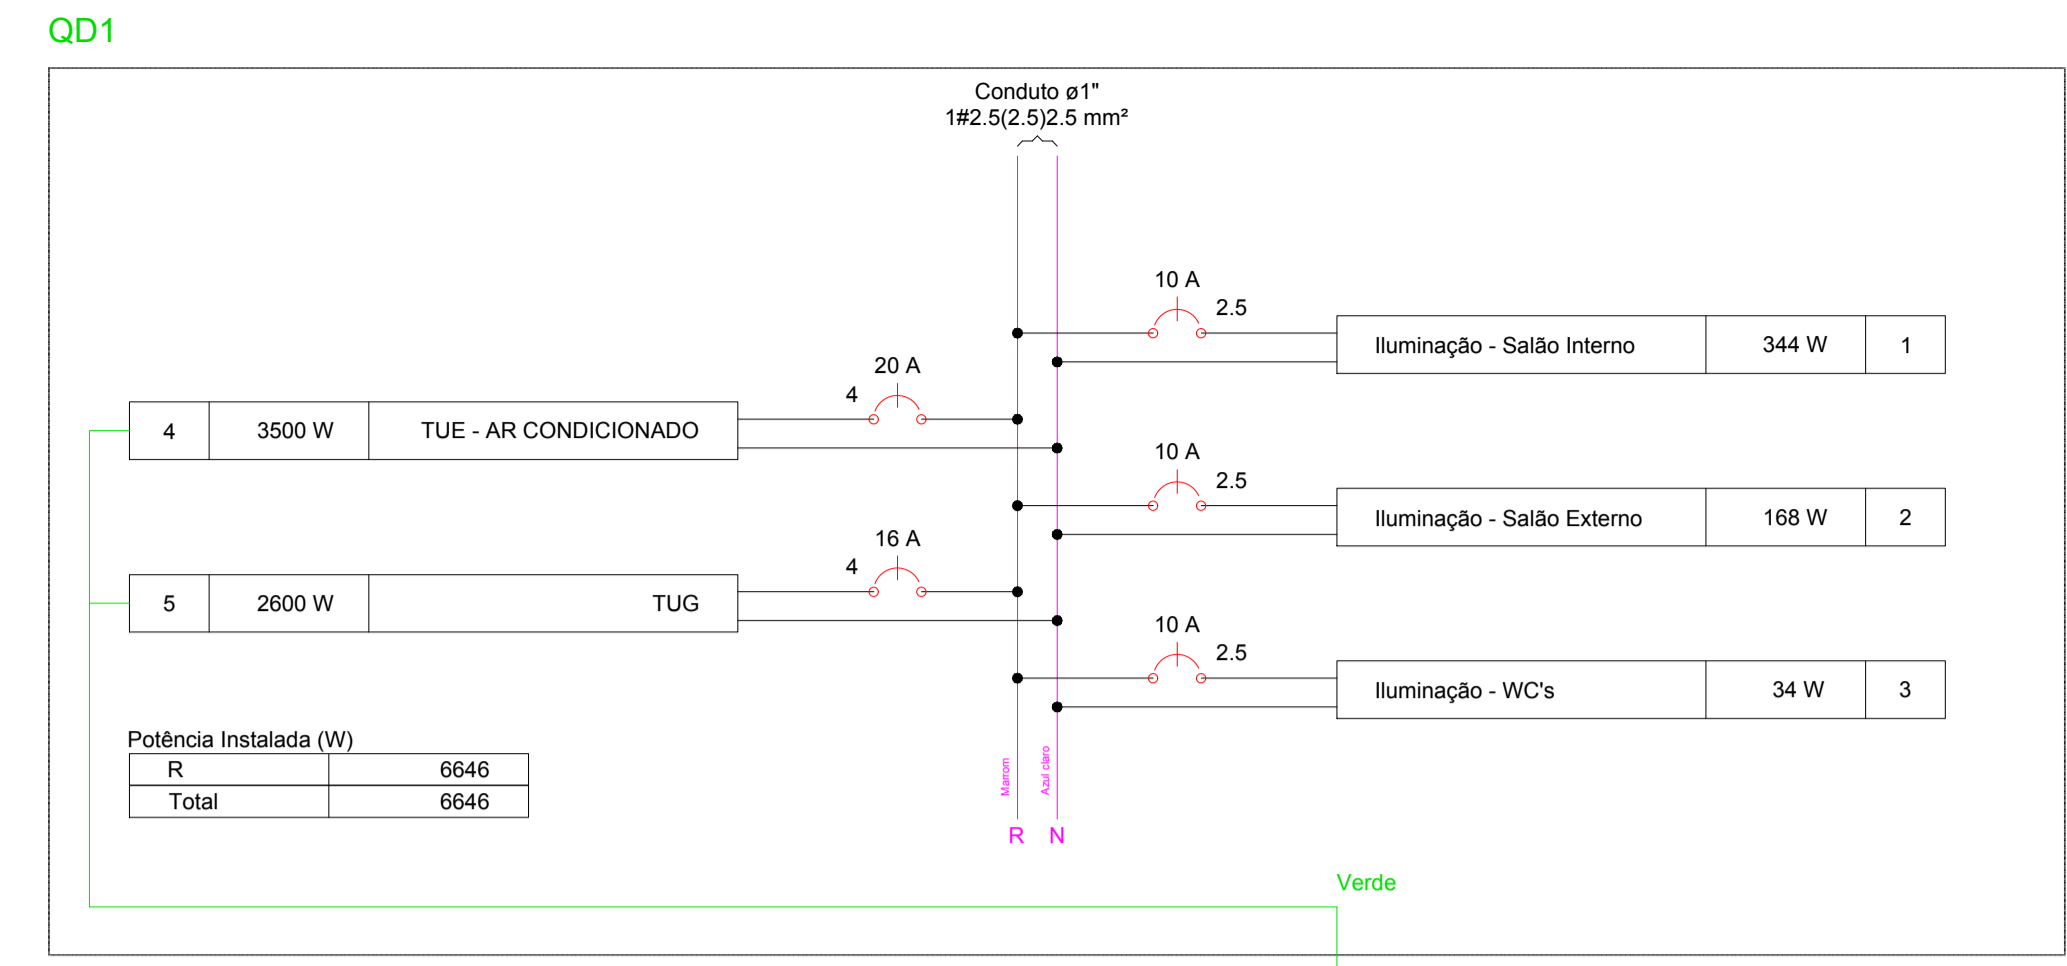 QD1
Conduto ø1"
1#2.5(2.5)2.5 mm²
10 A
2.5
Iluminação - Salão Interno 344 W 1
20 A
4
4 3500 W TUE - AR CONDICIONADO
10 A
2.5
Iluminação - Salão Externo 168 W 2
16 A
4
5 2600 W TUG
10 A
2.5
Iluminação - WC's 34 W 3
Potência Instalada (W)
R 6646
Total 6646
Marrom
Azul claro
R N
Verde